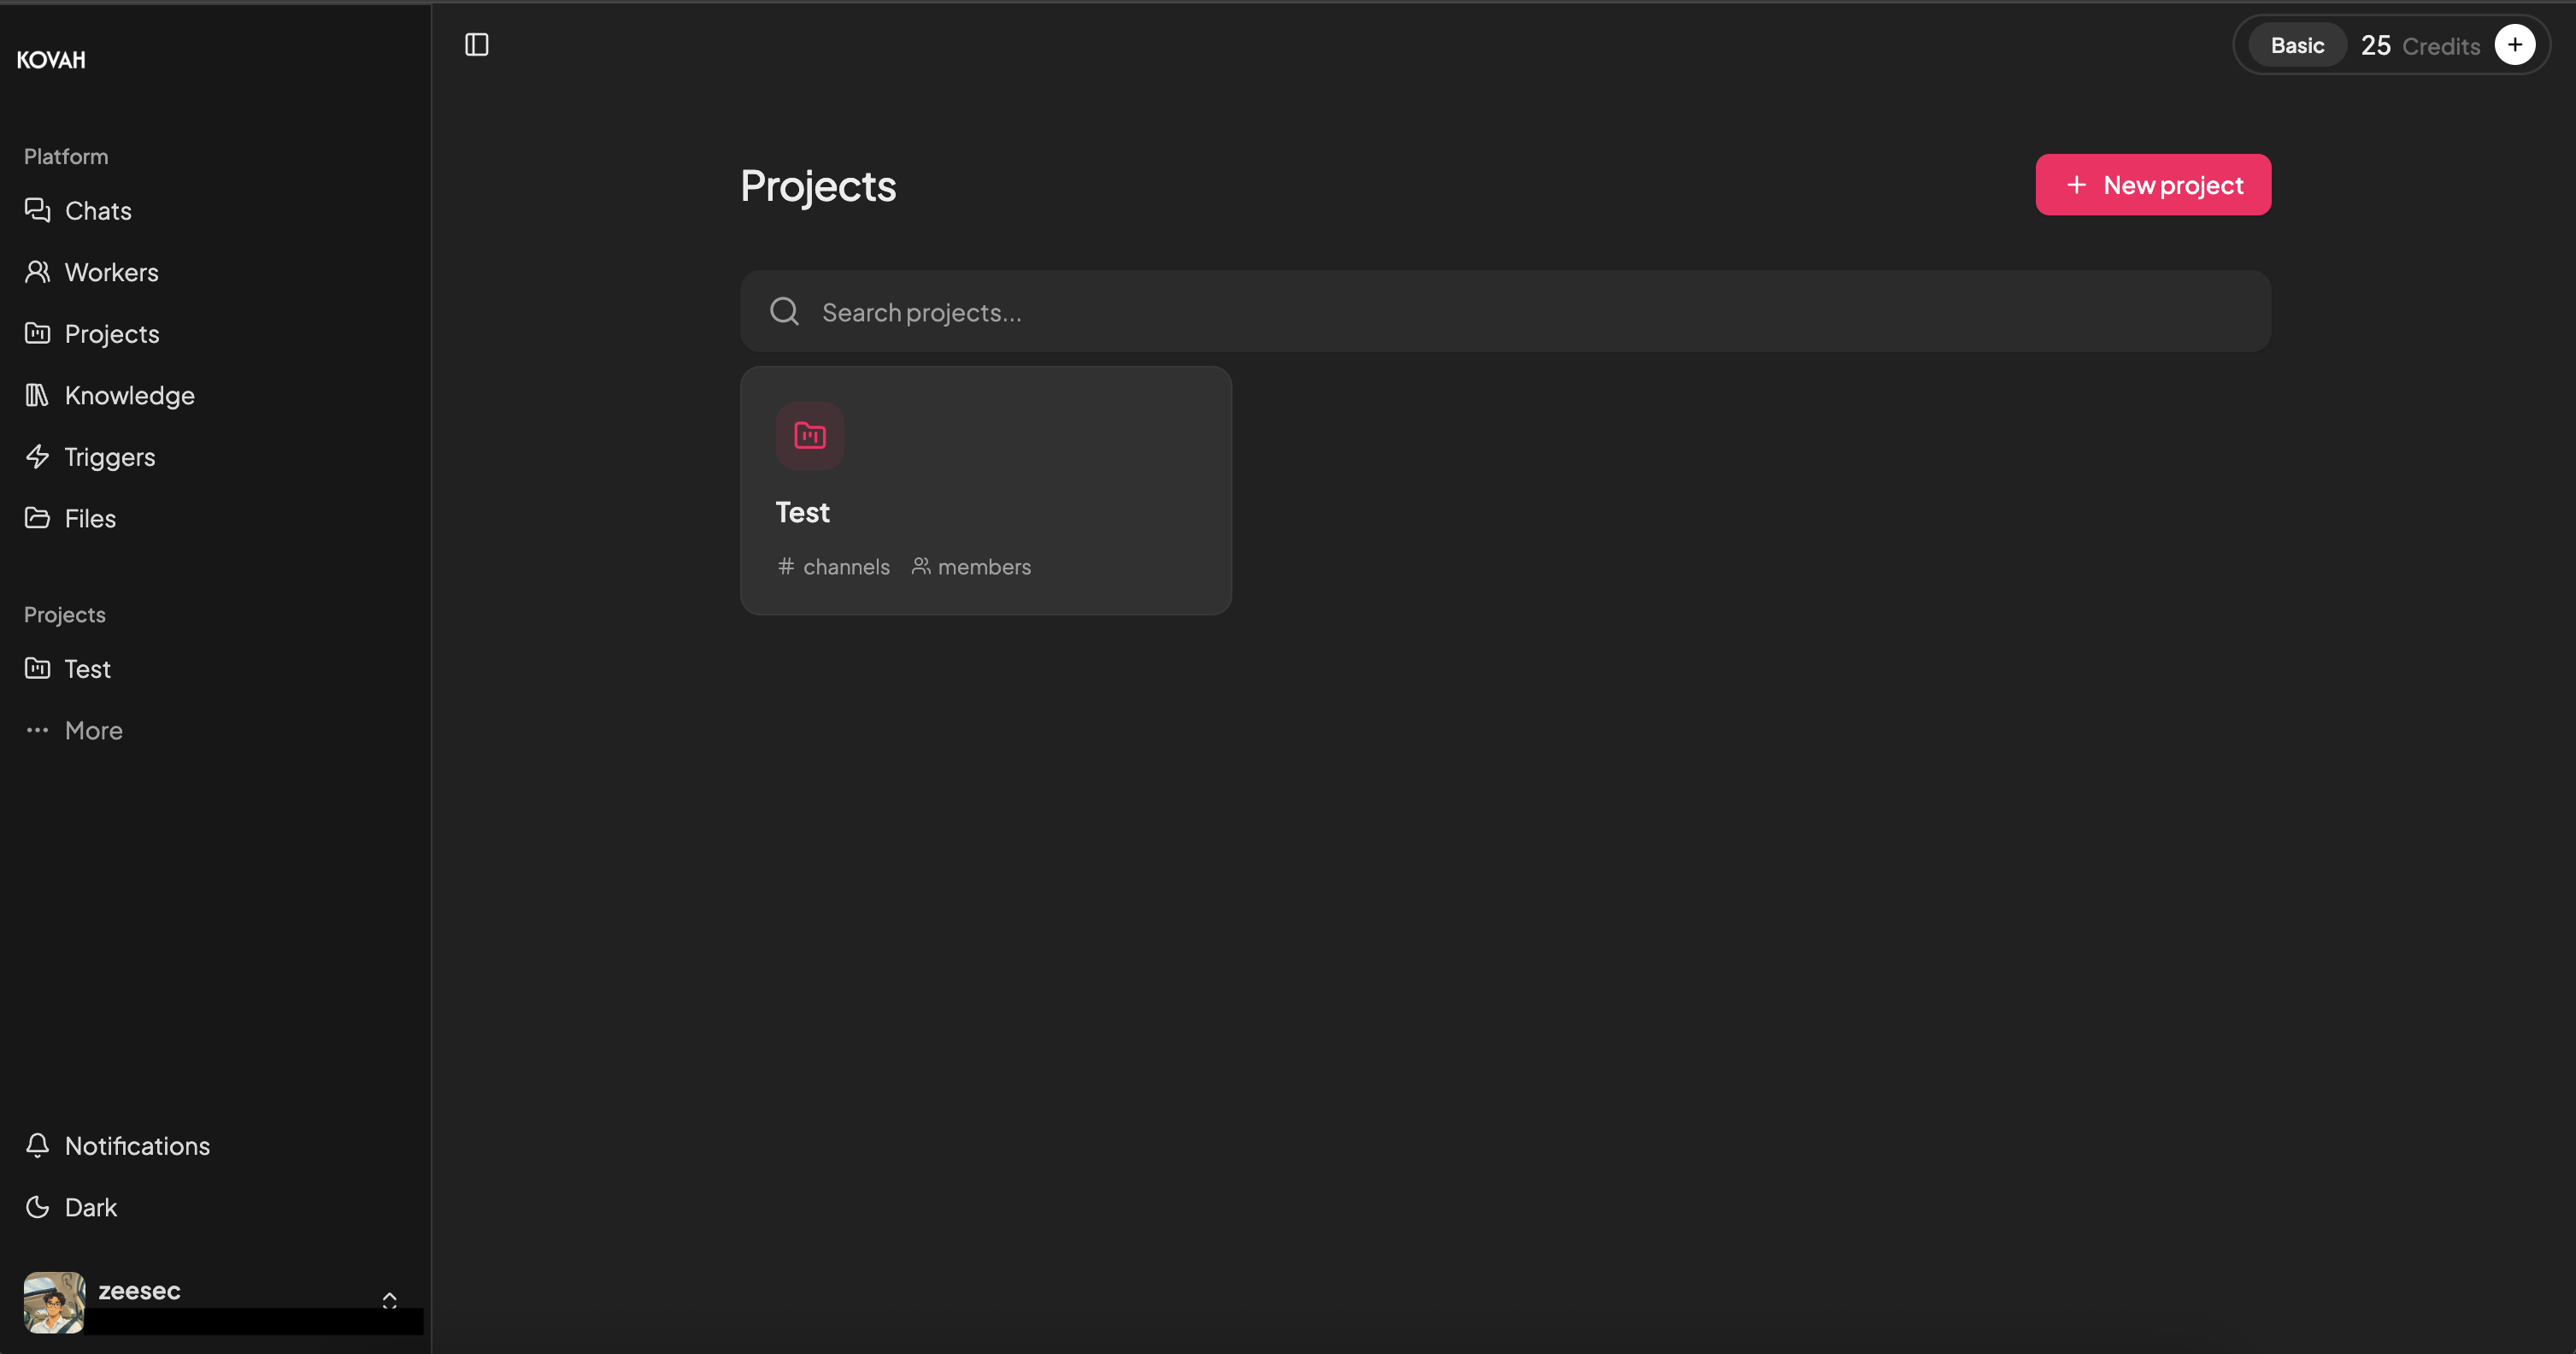 KOVAH
Platform
Chats
Workers
Projects
Knowledge
Triggers
Files
Projects
Test
More
Notifications
Dark
zeesec
Basic 25 Credits
Projects
New project
Search projects...
Test
channels members